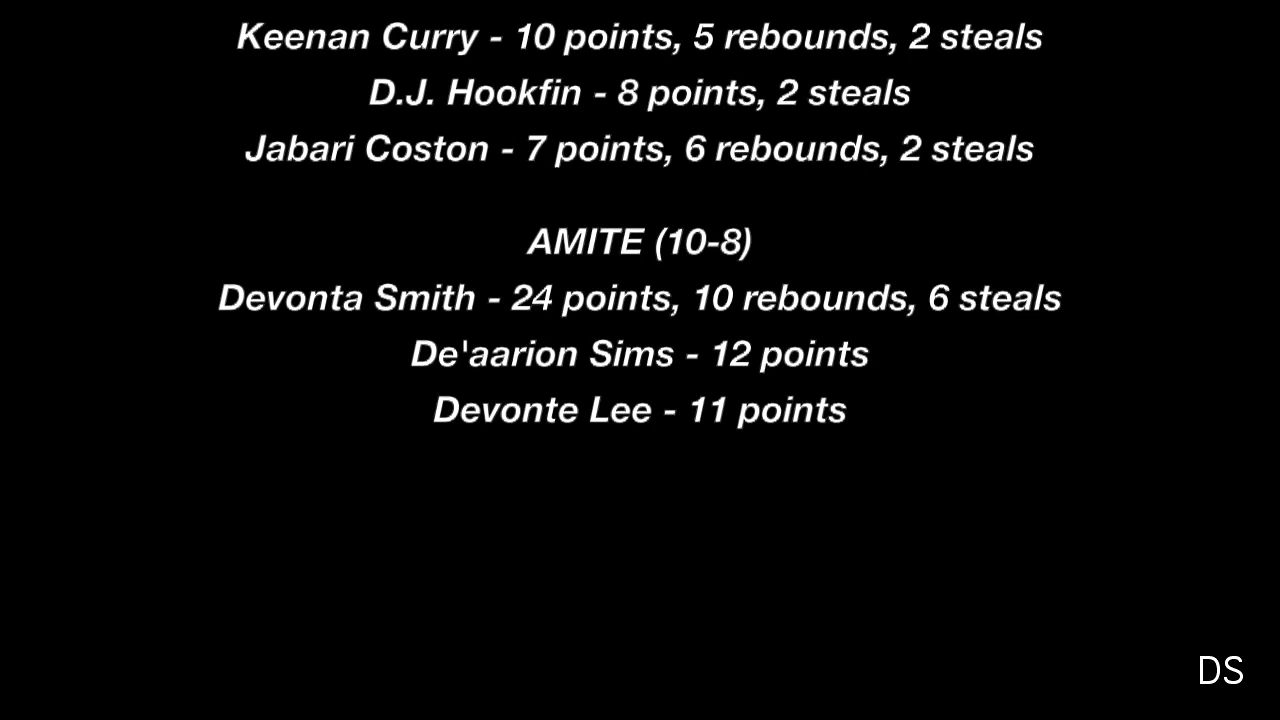 Keenan Curry - 10 points, 5 rebounds, 2 steals
D.J. Hookfin - 8 points, 2 steals
Jabari Coston - 7 points, 6 rebounds, 2 steals
AMITE (10-8)
Devonta Smith - 24 points, 10 rebounds, 6 steals
De'aarion Sims - 12 points
Devonte Lee - 11 points
DS